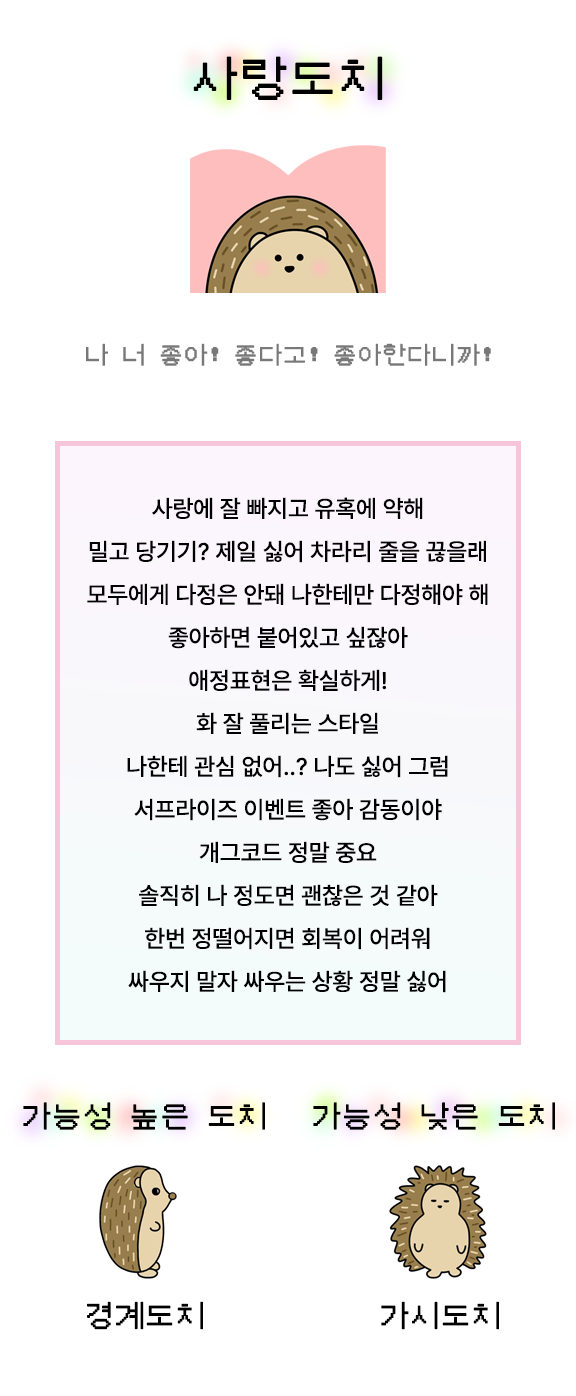 사랑도치
나 너 좋아! 좋다고! 좋아한다니까!
사랑에 잘 빠지고 유혹에 약해
밀고 당기기? 제일 싫어 차라리 줄을 끊을래
모두에게 다정은 안돼 나한테만 다정해야 해
좋아하면 붙어있고 싶잖아
애정표현은 확실하게!
화 잘 풀리는 스타일
나한테 관심 없어..? 나도 싫어 그럼
서프라이즈 이벤트 좋아 감동이야
개그코드 정말 중요
솔직히 나 정도면 괜찮은 것 같아
한번 정떨어지면 회복이 어려워
싸우지 말자 싸우는 상황 정말 싫어
가능성 높은 도치
가능성 낮은 도치
경계도치
가시도치